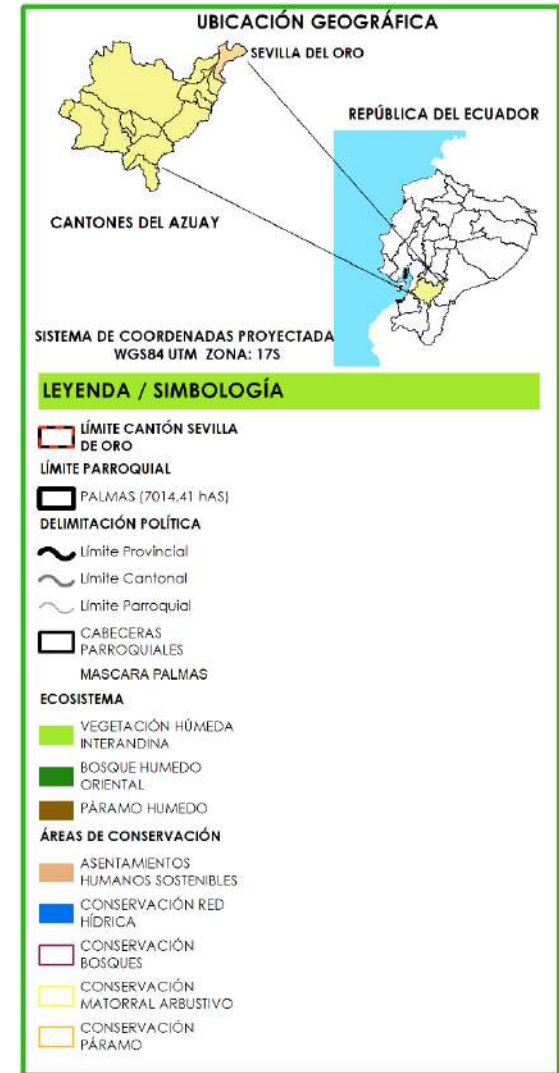 UBICACIÓN GEOGRÁFICA
SEVILLA DEL ORO
REPÚBLICA DEL ECUADOR
CANTONES DEL AZUAY
SISTEMA DE COORDENADAS PROYECTADA
WGS84 UTM ZONA: 17S
LEYENDA / SIMBOLOGÍA
LÍMITE CANTÓN SEVILLA
DE ORO
LÍMITE PARROQUIAL
PALMAS (7014,41 hAS)
DELIMITACIÓN POLÍTICA
Límite Provincial
Límite Cantonal
Límite Parroquial
CABECERAS
PARROQUIALES
MASCARA PALMAS
ECOSISTEMA
VEGETACIÓN HÚMEDA
INTERANDINA
BOSQUE HUMEDO
ORIENTAL
PÁRAMO HUMEDO
ÁREAS DE CONSERVACIÓN
ASENTAMIENTOS
HUMANOS SOSTENIBLES
CONSERVACIÓN RED
HÍDRICA
CONSERVACIÓN
BOSQUES
CONSERVACIÓN
MATORRAL ARBUSTIVO
CONSERVACIÓN
PÁRAMO